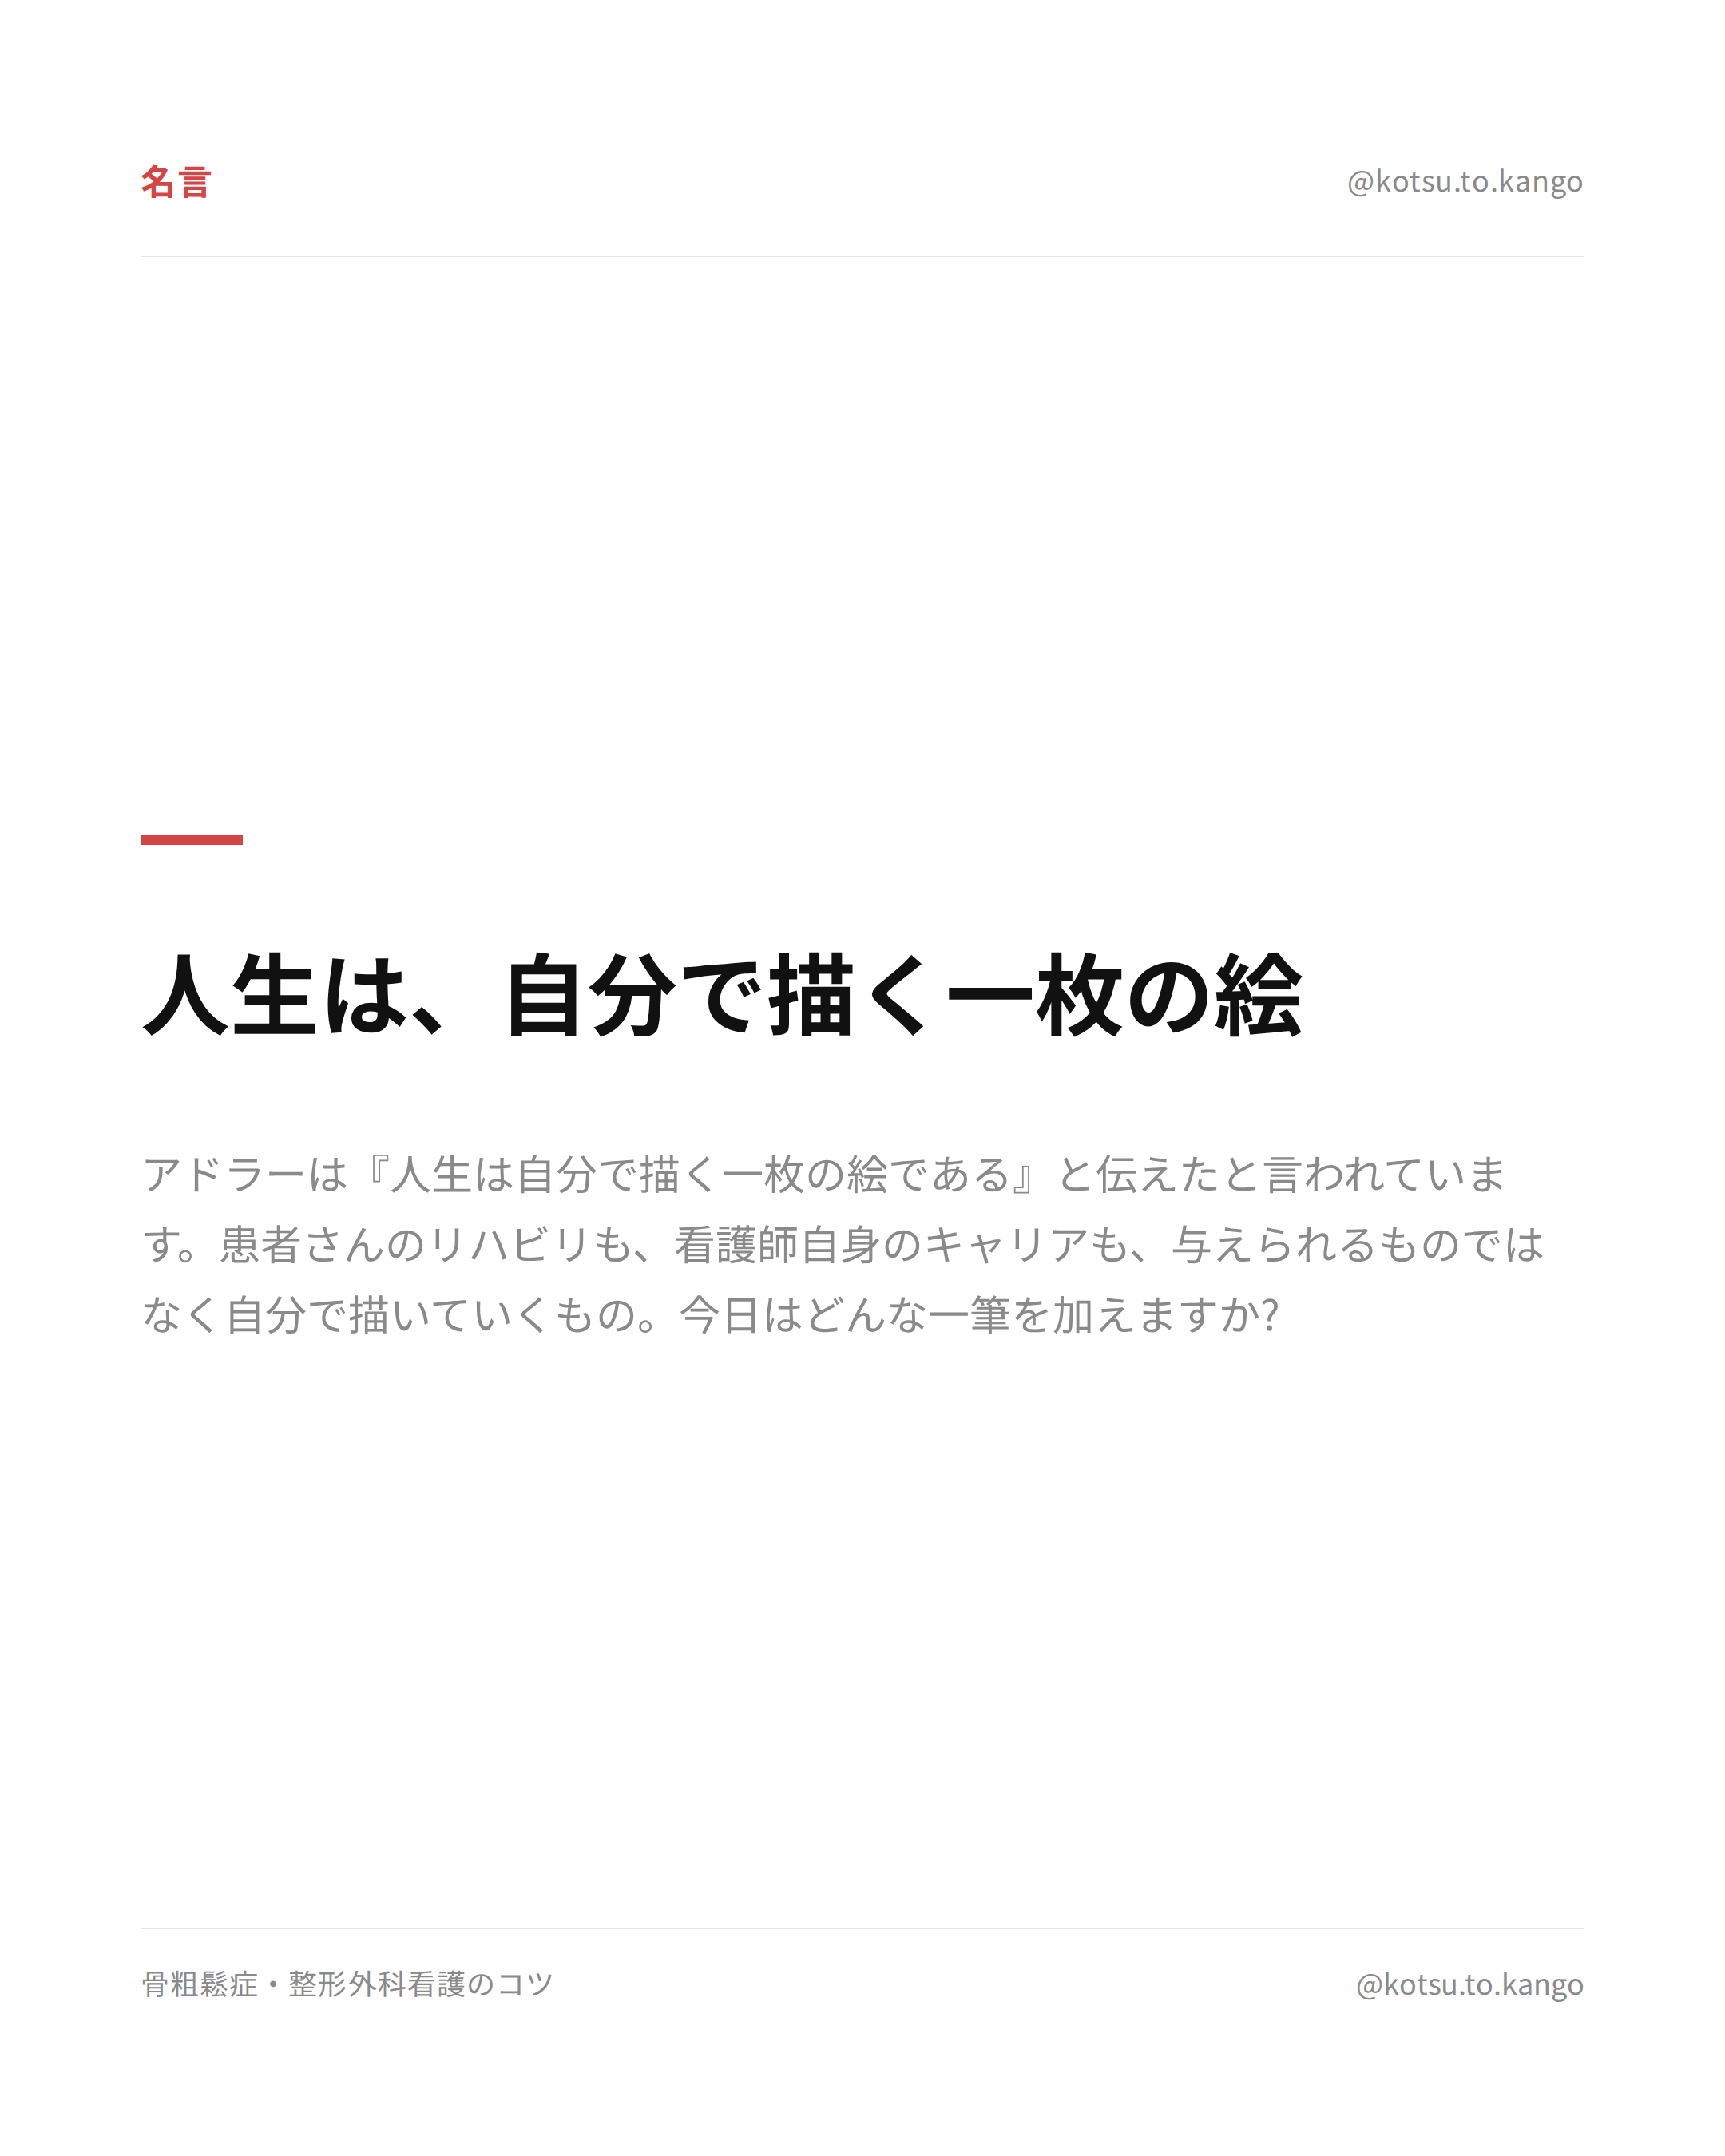 名言
@kotsu.to.kango
人生は、自分で描く一枚の絵
アドラーは『人生は自分で描く一枚の絵である』と伝えたと言われていま
す。患者さんのリハビリも、看護師自身のキャリアも、与えられるものでは
なく自分で描いていくもの。今日はどんな一筆を加えますか?
骨粗鬆症・整形外科看護のコツ
@kotsu.to.kango